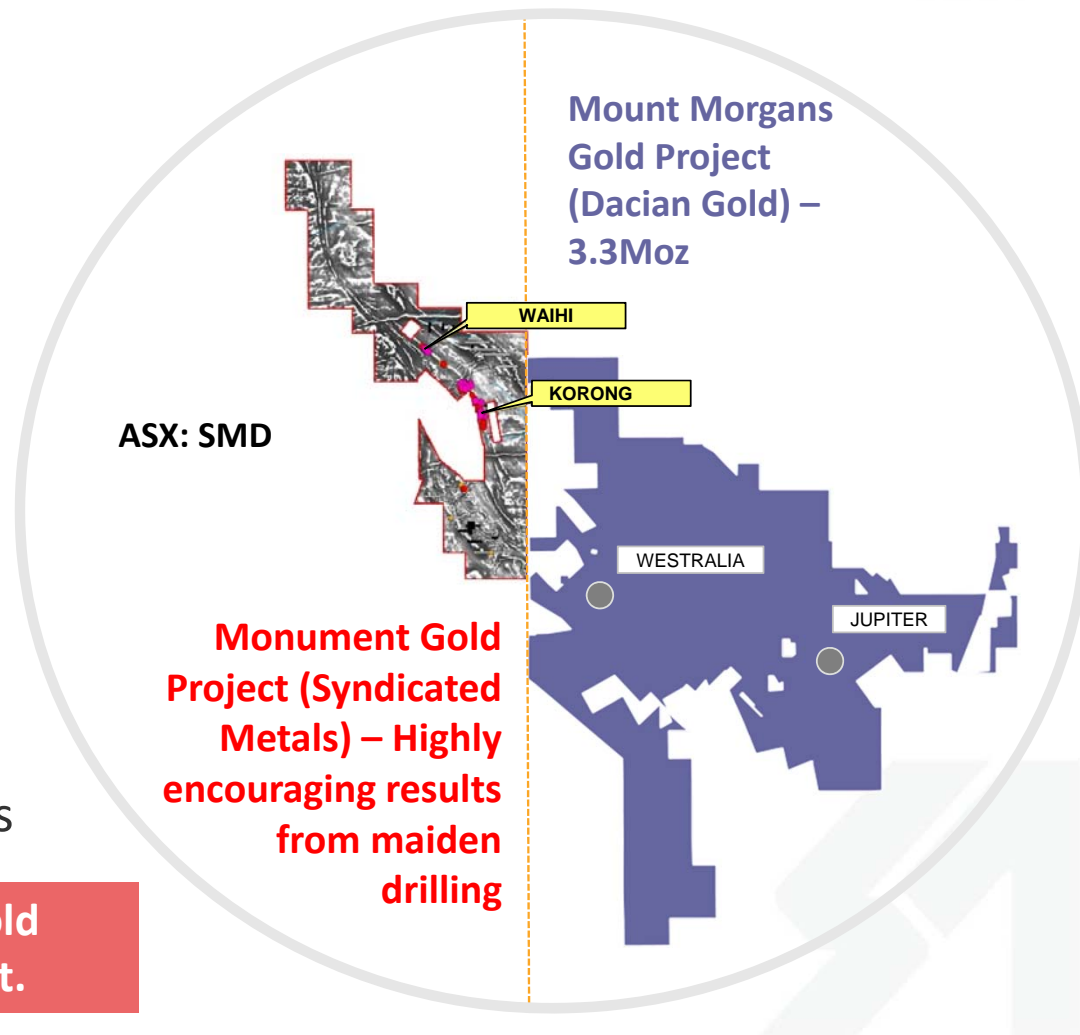 Mount Morgans
Gold Project
(Dacian Gold) –
3.3Moz
WAIHI
KORONG
ASX: SMD
WESTRALIA
JUPITER
Monument Gold
Project (Syndicated
Metals) – Highly
encouraging results
from maiden
drilling
s
old
t.